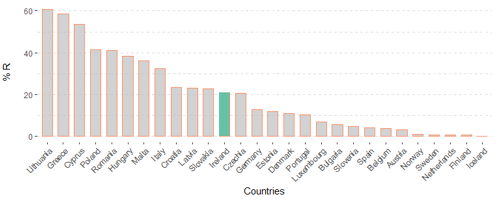 % R
60
40
20
0
Lithuania
Greece
Cyprus
Poland
Romania
Hungary
Malta
Italy
Croatia
Latvia
Slovakia
Ireland
Czechia
Germany
Estonia
Denmark
Portugal
Luxembourg
Bulgaria
Slovenia
Spain
Belgium
Austria
Norway
Sweden
Netherlands
Finland
Iceland
Countries